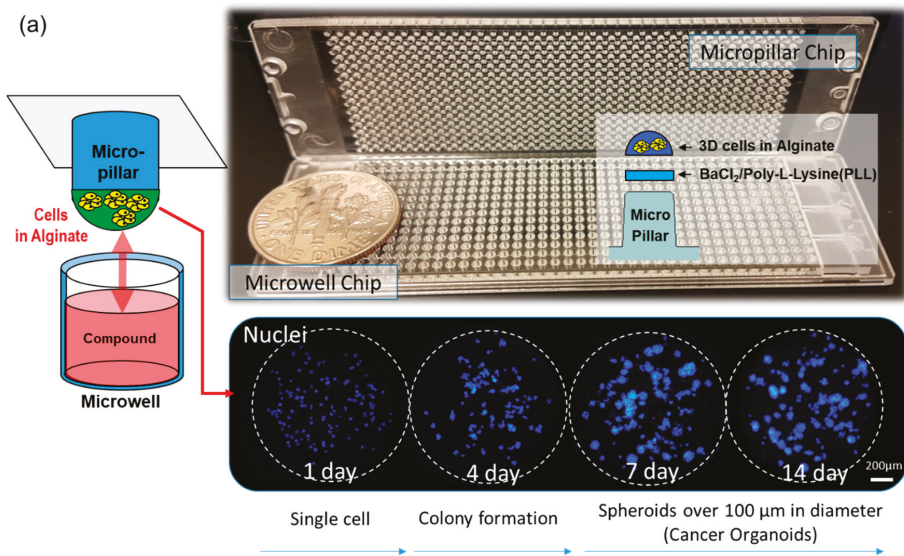 (a)
Micro-
pillar
Cells
in Alginate
Compound
Microwell
Micropillar Chip
3D cells in Alginate
BaCl₂/Poly-L-Lysine(PLL)
Micro
Pillar
ONE DIME
Microwell Chip
Nuclei
1 day
4 day
7 day
14 day
200μm
Single cell
Colony formation
Spheroids over 100 μm in diameter
(Cancer Organoids)